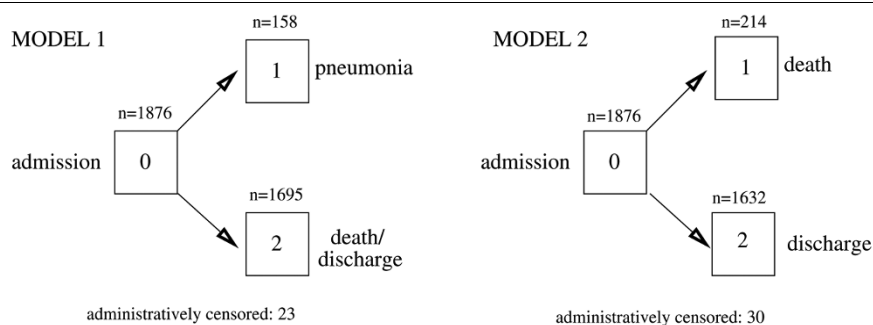 MODEL 1
n=158
1
pneumonia
n=1876
admission
0
n=1695
2
death/
discharge
administratively censored: 23
MODEL 2
n=214
1
death
n=1876
admission
0
n=1632
2
discharge
administratively censored: 30